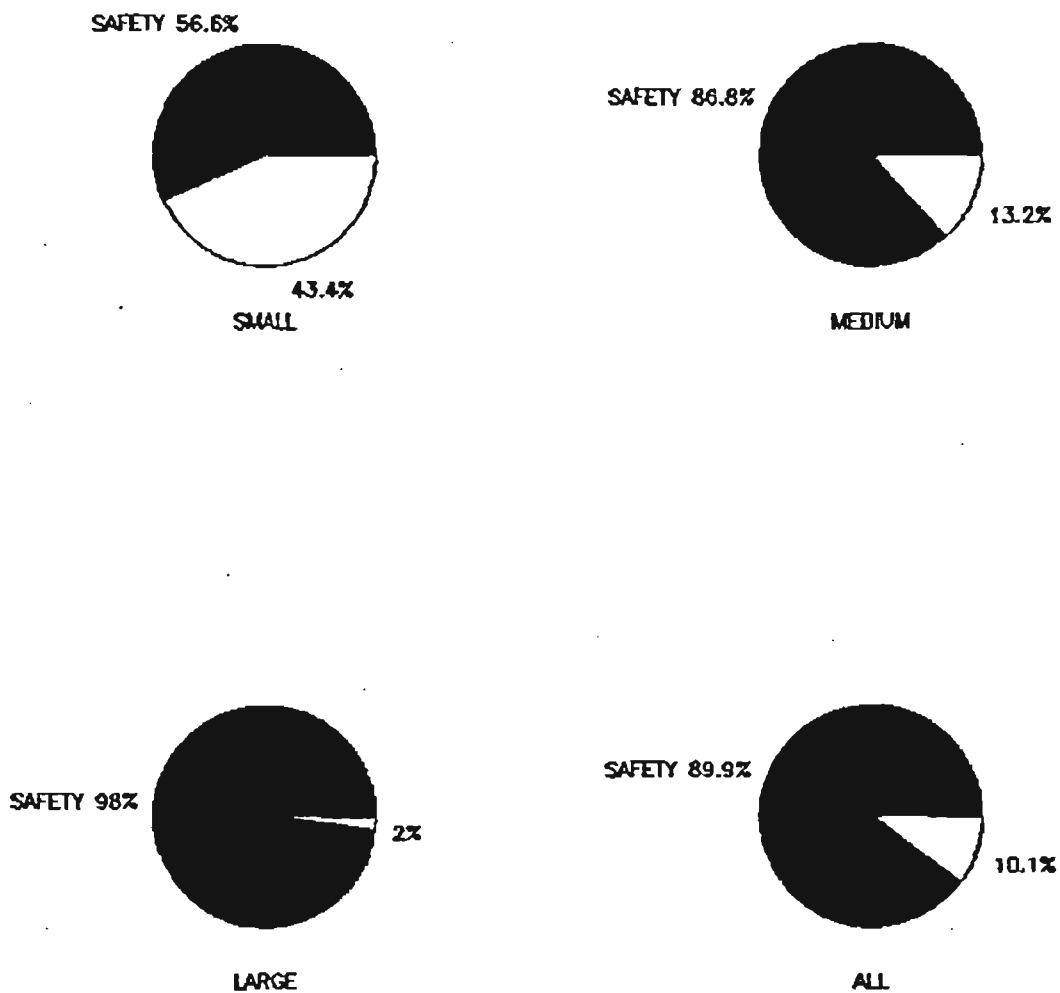 SAFETY 56.6%
43.4%
SMALL
SAFETY 86.8%
13.2%
MEDIUM
SAFETY 98%
2%
LARGE
SAFETY 89.9%
10.1%
ALL